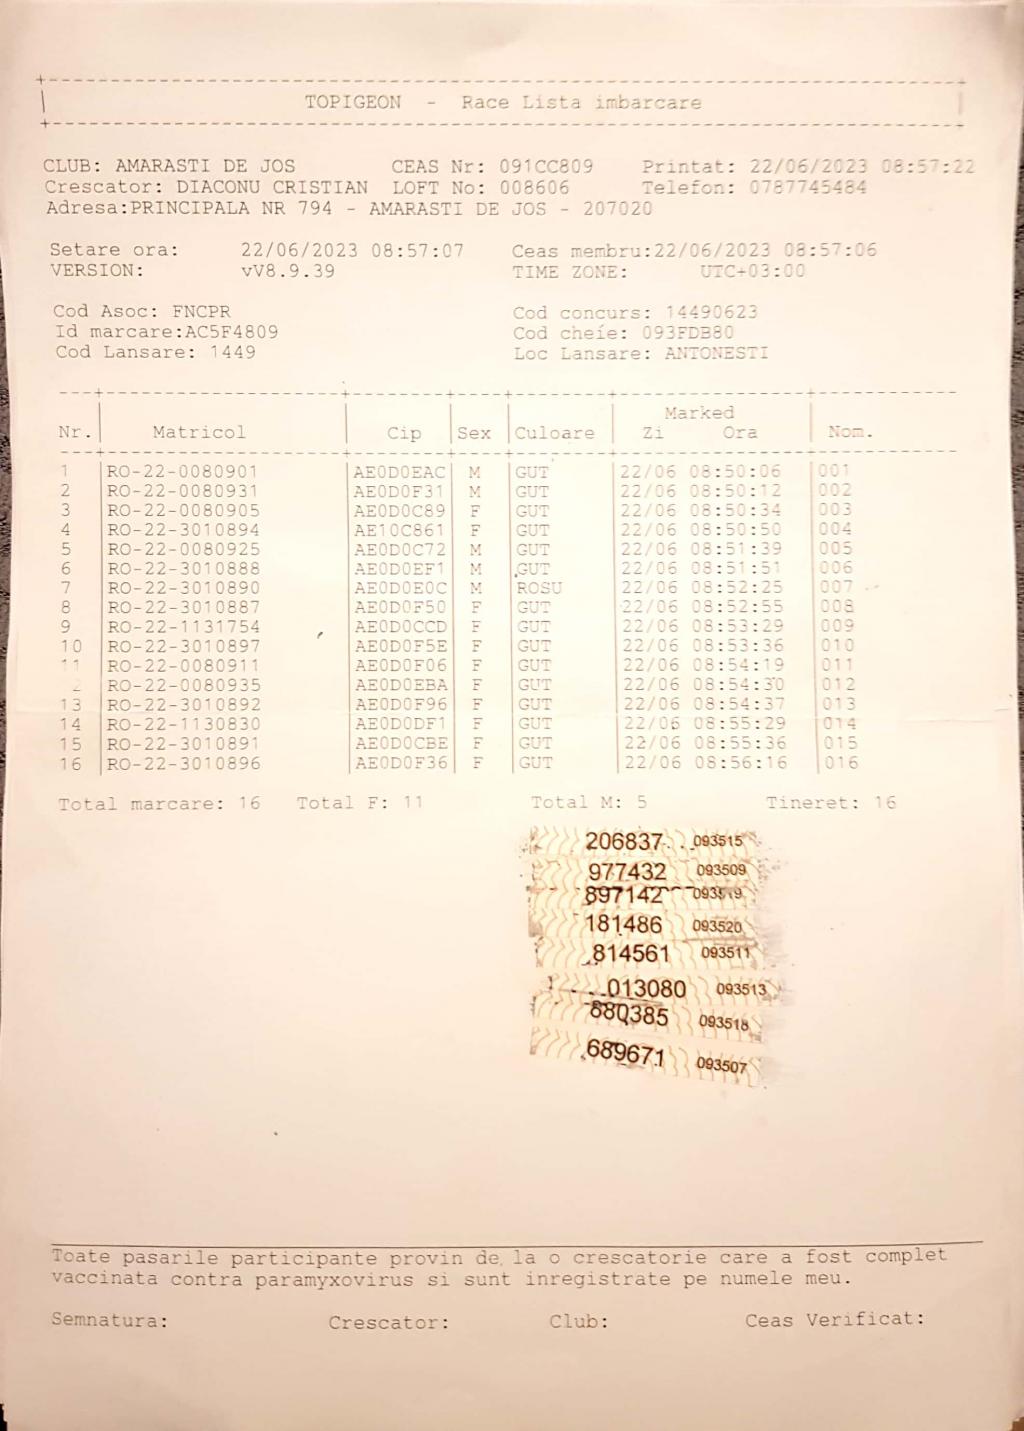 TOPIGEON - Race Lista imbarcare
CLUB: AMARASTI DE JOS CEAS Nr: 091CC809 Printat: 22/06/2023 08:57:22
Crescator: DIACONU CRISTIAN LOFT No: 008606 Telefon: 0787745484
Adresa:PRINCIPALA NR 794 - AMARASTI DE JOS - 207020
Setare ora: 22/06/2023 08:57:07 Ceas membru:22/06/2023 08:57:06
VERSION: vV8.9.39 TIME ZONE: UTC+03:00
Cod Asoc: FNCPR Cod concurs: 14490623
Id marcare:AC5F4809 Cod cheie: 093FDB80
Cod Lansare: 1449 Loc Lansare: ANTONESTI
Marked
Nr. Matricol Cip Sex Culoare Zi Ora Nom.
1 RO-22-0080901 AE0D0EAC M GUT 22/06 08:50:06 001
2 RO-22-0080931 AE0D0F31 M GUT 22/06 08:50:12 002
3 RO-22-0080905 AE0D0C89 F GUT 22/06 08:50:34 003
4 RO-22-3010894 AE10C861 F GUT 22/06 08:50:50 004
5 RO-22-0080925 AE0D0C72 M GUT 22/06 08:51:39 005
6 RO-22-3010888 AE0D0EF1 M GUT 22/06 08:51:51 006
7 RO-22-3010890 AE0D0E0C M ROSU 22/06 08:52:25 007
8 RO-22-3010887 AE0D0F50 F GUT 22/06 08:52:55 008
9 RO-22-1131754 AE0D0CCD F GUT 22/06 08:53:29 009
10 RO-22-3010897 AE0D0F5E F GUT 22/06 08:53:36 010
11 RO-22-0080911 AE0D0F06 F GUT 22/06 08:54:19 011
RO-22-0080935 AE0D0EBA F GUT 22/06 08:54:30 012
13 RO-22-3010892 AE0D0F96 F GUT 22/06 08:54:37 013
14 RO-22-1130830 AE0D0DF1 F GUT 22/06 08:55:29 014
15 RO-22-3010891 AE0D0CBE F GUT 22/06 08:55:36 015
16 RO-22-3010896 AE0D0F36 F GUT 22/06 08:56:16 016
Total marcare: 16 Total F: 11 Total M: 5 Tineret: 16
206837 093515
977432 093509
897142 093519
181486 093520
814561 093511
013080 093513
880385 093518
689671 093507
Toate pasarile participante provin de la o crescatorie care a fost complet
vaccinata contra paramyxovirus si sunt inregistrate pe numele meu.
Semnatura: Crescator: Club: Ceas Verificat: